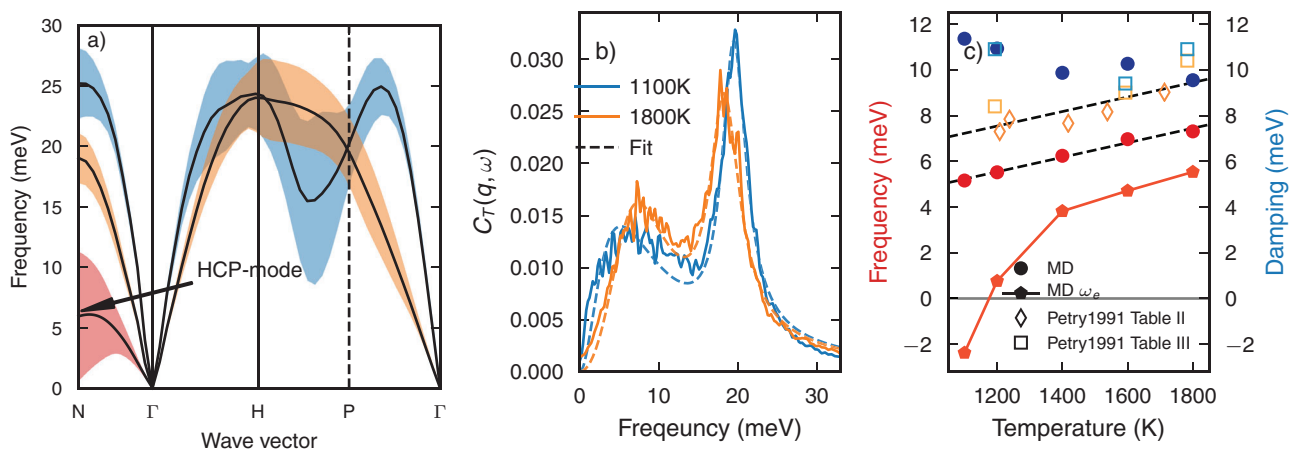 a)
30
25
20
15
10
5
0
Frequency (meV)
HCP-mode
N Γ H P Γ
Wave vector
b)
1100K
1800K
Fit
0.035
0.030
0.025
0.020
0.015
0.010
0.005
0.000
C_T(q, ω)
0 10 20 30
Freqeuncy (meV)
c)
12
10
8
6
4
2
0
−2
Frequency (meV)
MD
MD ω_e
Petry1991 Table II
Petry1991 Table III
12
10
8
6
4
2
0
−2
Damping (meV)
1200 1400 1600 1800
Temperature (K)